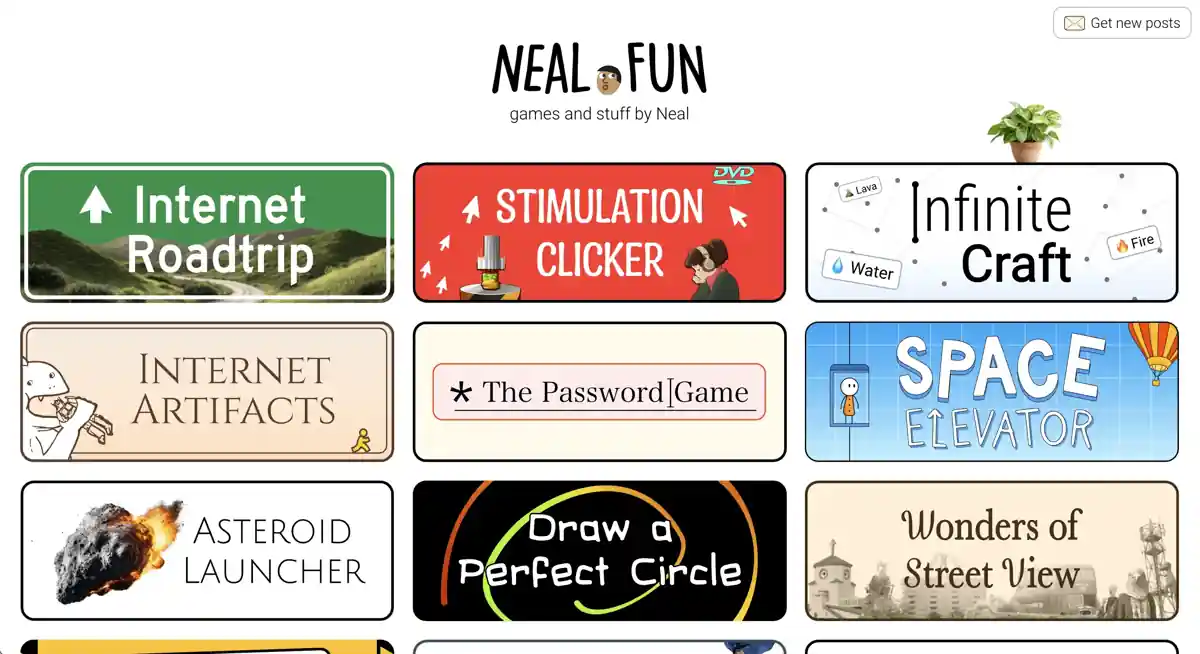 Get new posts
NEAL FUN
games and stuff by Neal
Internet
Roadtrip
DVD
STIMULATION
CLICKER
Lava
Infinite
Craft
Fire
Water
INTERNET
ARTIFACTS
* The Password Game
SPACE
ELEVATOR
ASTEROID
LAUNCHER
Draw a
Perfect Circle
Wonders of
Street View